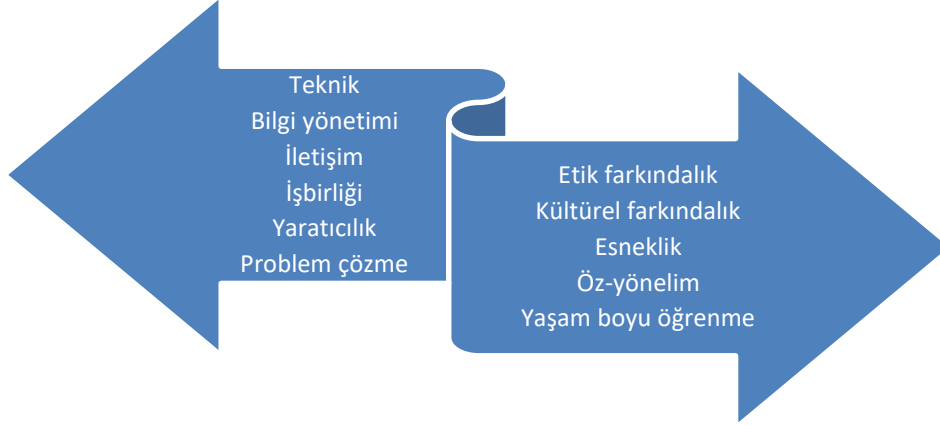 Teknik
Bilgi yönetimi
İletişim
İşbirliği
Yaratıcılık
Problem çözme
Etik farkındalık
Kültürel farkındalık
Esneklik
Öz-yönelim
Yaşam boyu öğrenme